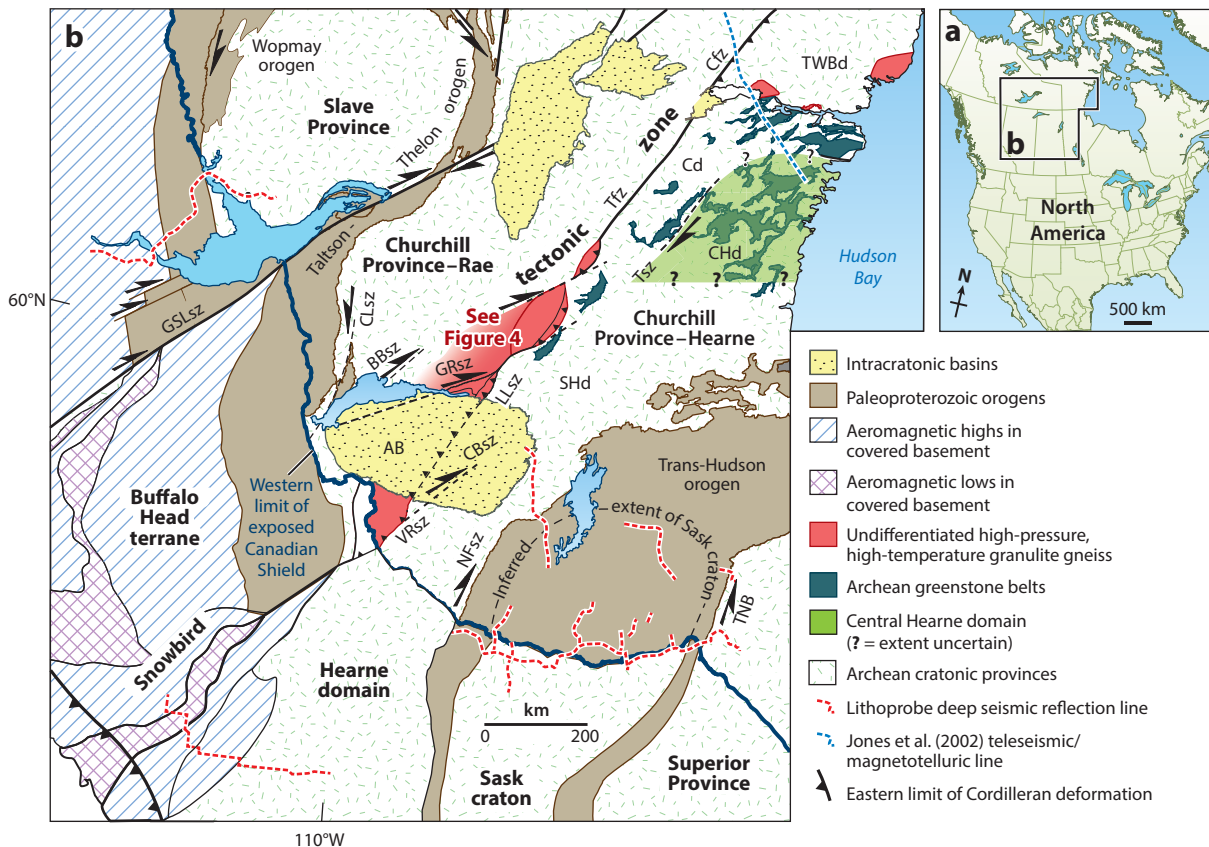 b
Wopmay
orogen
Slave
Province
Thelon orogen
Cfz
TWBd
zone
Cd
?
?
Tfz
Taltson
Churchill
Province–Rae
tectonic
Tsz
CHd
Hudson
Bay
60°N
GSLsz
CLsz
?
?
?
See
Figure 4
Churchill
Province–Hearne
BBsz
GRsz
LLsz
SHd
AB
CBsz
Trans-Hudson
orogen
Buffalo
Head
terrane
Western
limit of
exposed
Canadian
Shield
VRsz
NFsz
Inferred extent of Sask craton
TNB
Snowbird
Hearne
domain
km
0 200
Sask
craton
Superior
Province
110°W
a
b
North
America
N
500 km
Intracratonic basins
Paleoproterozoic orogens
Aeromagnetic highs in
covered basement
Aeromagnetic lows in
covered basement
Undifferentiated high-pressure,
high-temperature granulite gneiss
Archean greenstone belts
Central Hearne domain
(? = extent uncertain)
Archean cratonic provinces
Lithoprobe deep seismic reflection line
Jones et al. (2002) teleseismic/
magnetotelluric line
Eastern limit of Cordilleran deformation